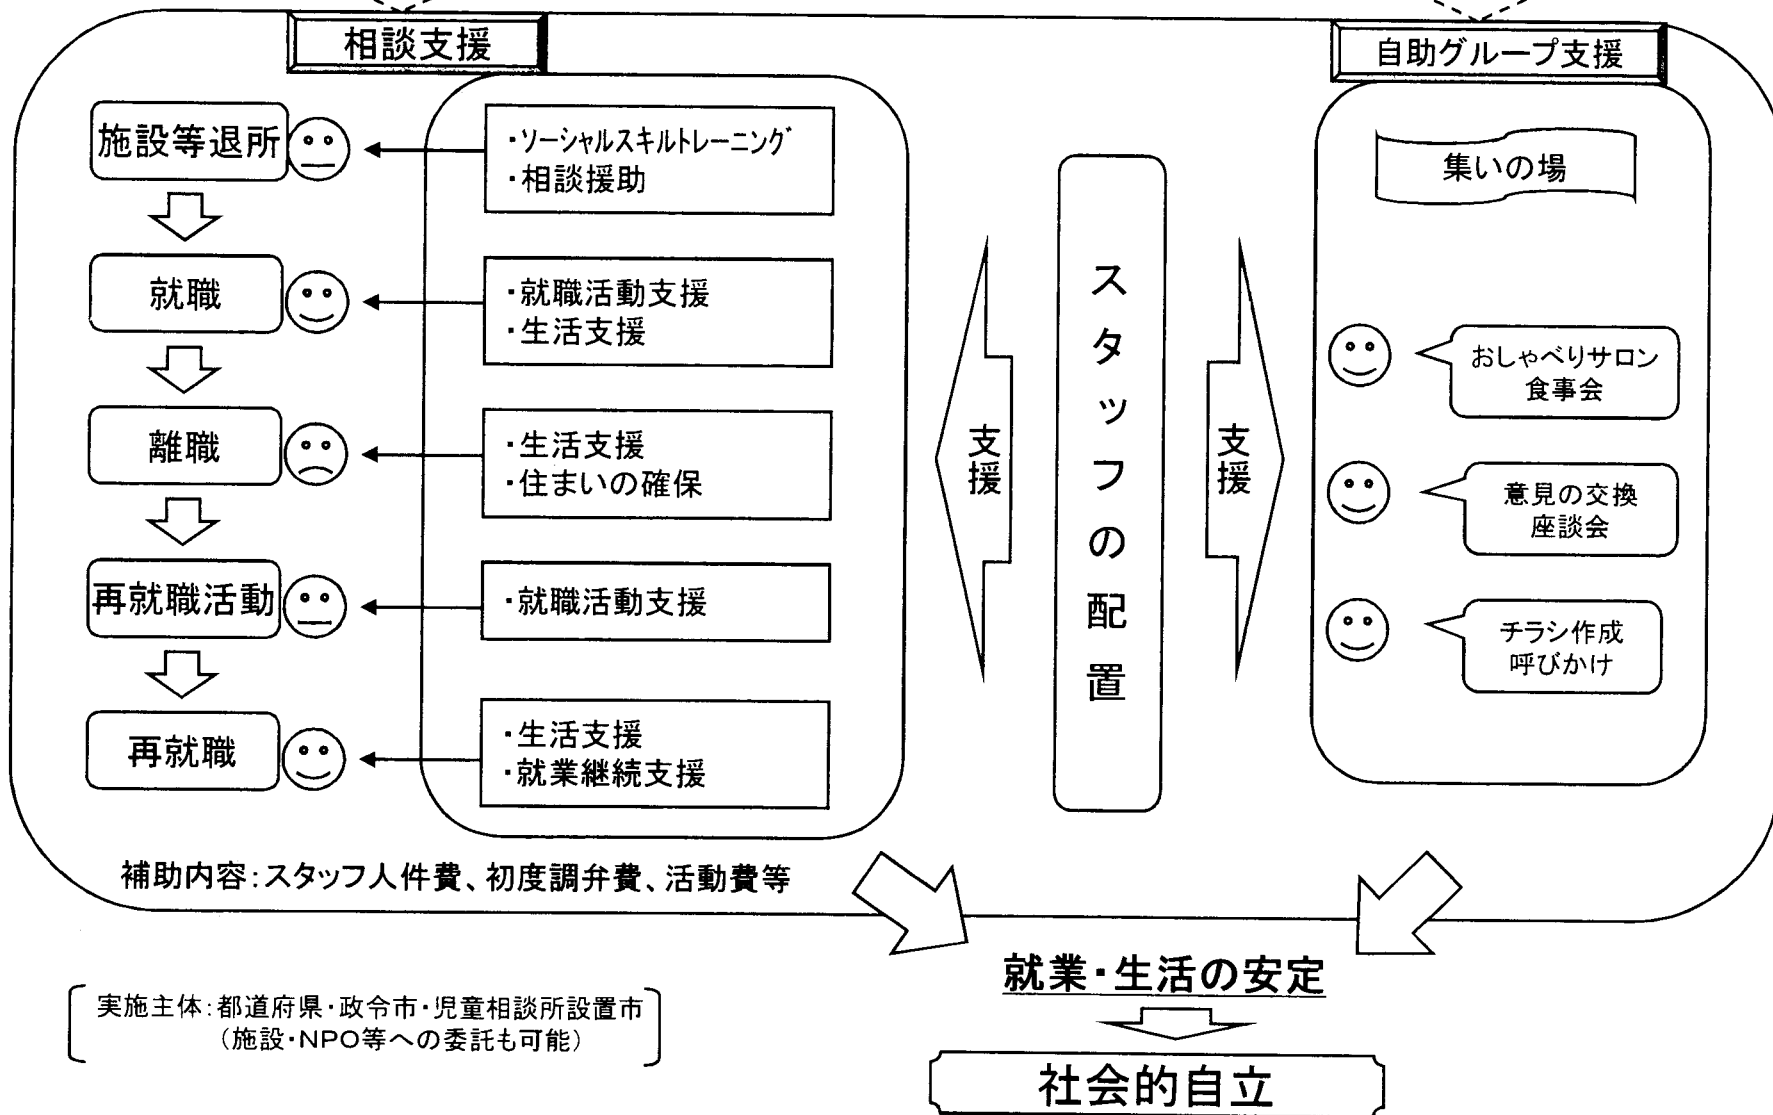 相談支援
施設等退所
・ソーシャルスキルトレーニング
・相談援助
就職
・就職活動支援
・生活支援
離職
・生活支援
・住まいの確保
再就職活動
・就職活動支援
再就職
・生活支援
・就業継続支援
支援
スタッフの配置
支援
自助グループ支援
集いの場
おしゃべりサロン
食事会
意見の交換
座談会
チラシ作成
呼びかけ
補助内容:スタッフ人件費、初度調弁費、活動費等
就業・生活の安定
社会的自立
実施主体:都道府県・政令市・児童相談所設置市
(施設・NPO等への委託も可能)